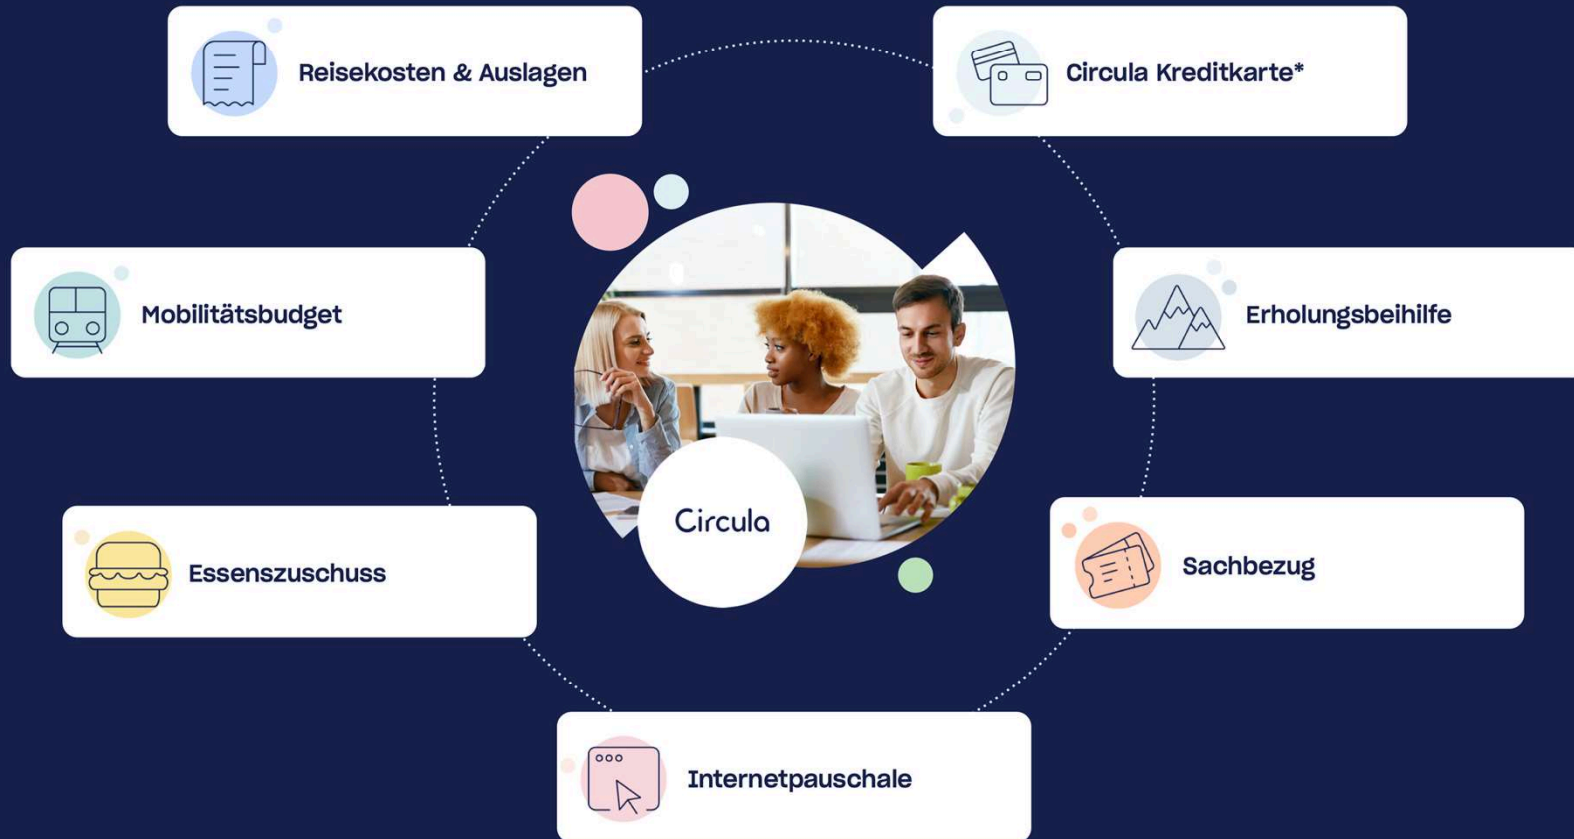 Reisekosten & Auslagen
Circula Kreditkarte*
Mobilitätsbudget
Erholungsbeihilfe
Circula
Essenszuschuss
Sachbezug
Internetpauschale